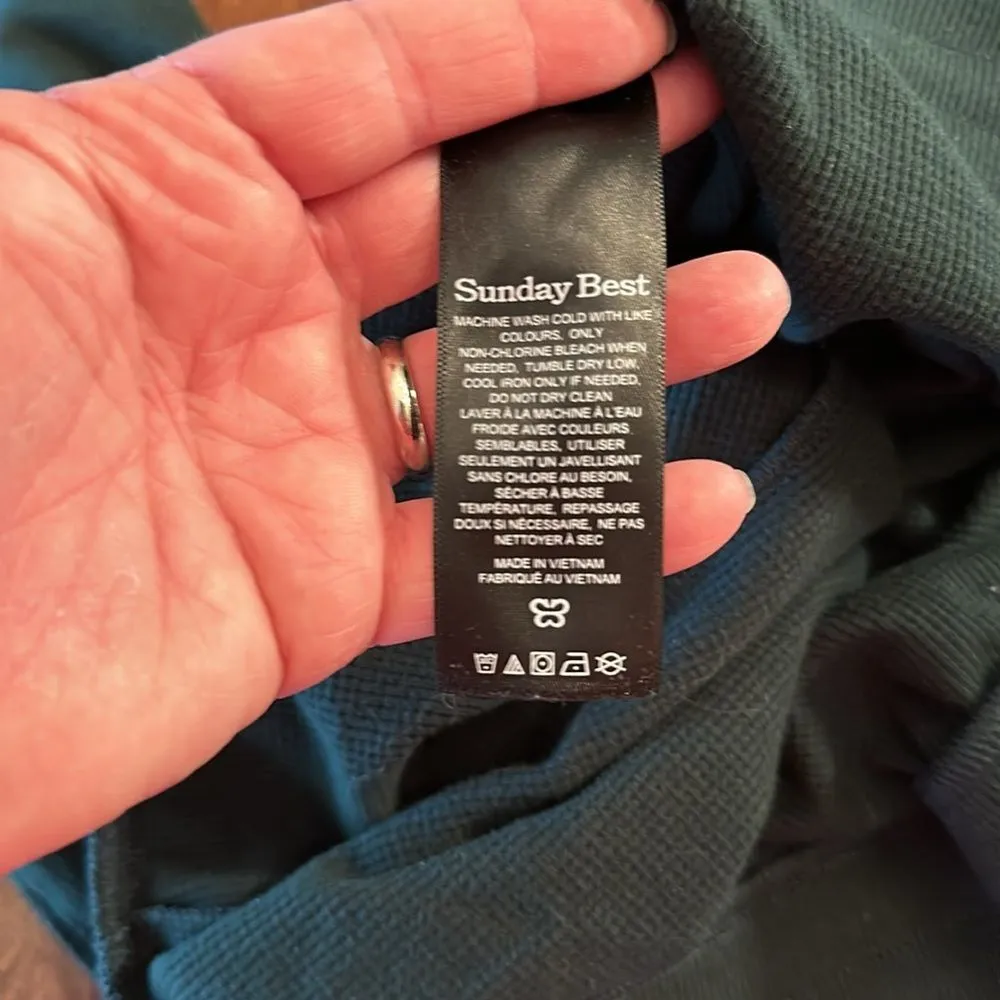 Sunday Best
MACHINE WASH COLD WITH LIKE
COLOURS, ONLY
NON-CHLORINE BLEACH WHEN
NEEDED, TUMBLE DRY LOW,
COOL IRON ONLY IF NEEDED,
DO NOT DRY CLEAN
LAVER À LA MACHINE À L'EAU
FROIDE AVEC COULEURS
SEMBLABLES, UTILISER
SEULEMENT UN JAVELLISANT
SANS CHLORE AU BESOIN,
SÉCHER À BASSE
TEMPÉRATURE, REPASSAGE
DOUX SI NÉCESSAIRE, NE PAS
NETTOYER À SEC
MADE IN VIETNAM
FABRIQUÉ AU VIETNAM